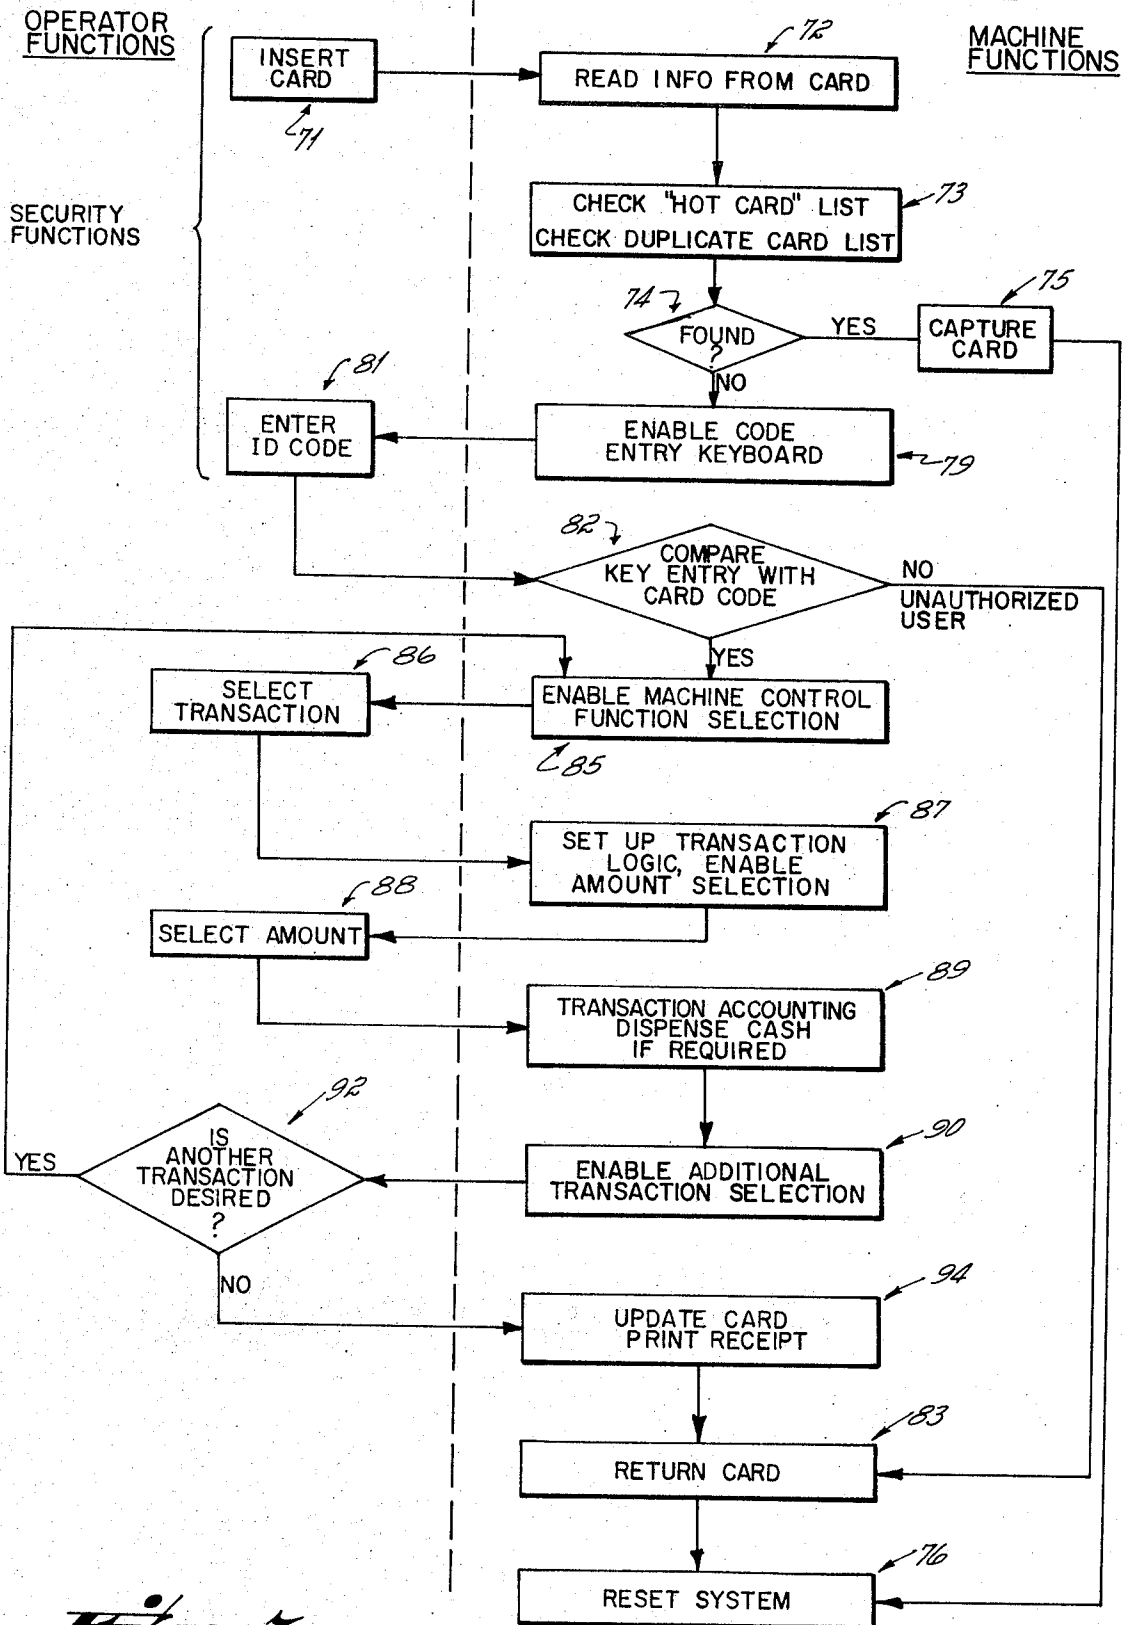 OPERATOR
FUNCTIONS
MACHINE
FUNCTIONS
72
INSERT
CARD
READ INFO FROM CARD
71
SECURITY
FUNCTIONS
73
CHECK "HOT CARD" LIST
CHECK DUPLICATE CARD LIST
74
75
FOUND
?
YES
CAPTURE
CARD
NO
81
ENTER
ID CODE
ENABLE CODE
ENTRY KEYBOARD
79
82
COMPARE
KEY ENTRY WITH
CARD CODE
NO
UNAUTHORIZED
USER
YES
86
SELECT
TRANSACTION
ENABLE MACHINE CONTROL
FUNCTION SELECTION
85
87
SET UP TRANSACTION
LOGIC, ENABLE
AMOUNT SELECTION
88
SELECT AMOUNT
89
TRANSACTION ACCOUNTING
DISPENSE CASH
IF REQUIRED
92
IS
ANOTHER
TRANSACTION
DESIRED
?
YES
90
ENABLE ADDITIONAL
TRANSACTION SELECTION
NO
94
UPDATE CARD
PRINT RECEIPT
83
RETURN CARD
76
RESET SYSTEM